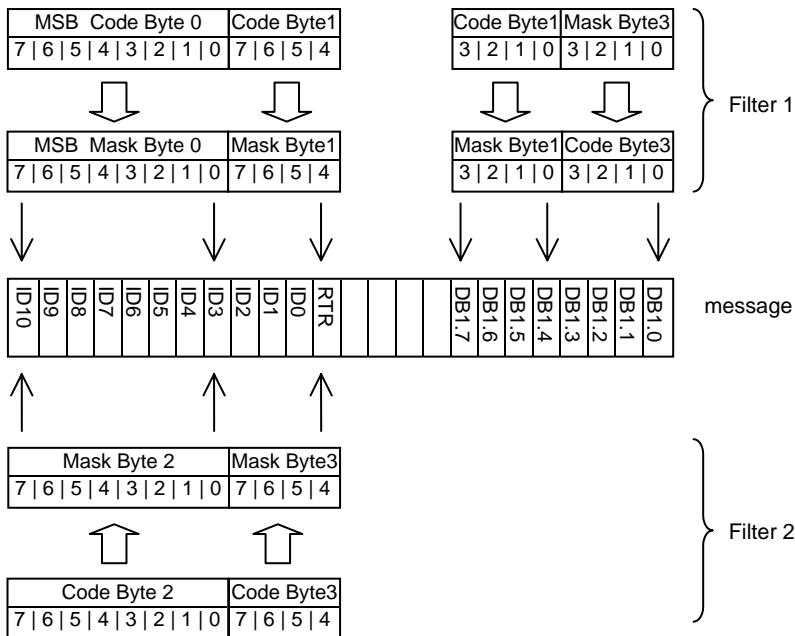 MSB Code Byte 0 Code Byte1 Code Byte1 Mask Byte3
7 | 6 | 5 | 4 | 3 | 2 | 1 | 0 7 | 6 | 5 | 4 3 | 2 | 1 | 0 3 | 2 | 1 | 0
Filter 1
MSB Mask Byte 0 Mask Byte1 Mask Byte1 Code Byte3
7 | 6 | 5 | 4 | 3 | 2 | 1 | 0 7 | 6 | 5 | 4 3 | 2 | 1 | 0 3 | 2 | 1 | 0
ID10 ID9 ID8 ID7 ID6 ID5 ID4 ID3 ID2 ID1 ID0 RTR DB1.7 DB1.6 DB1.5 DB1.4 DB1.3 DB1.2 DB1.1 DB1.0 message
Mask Byte 2 Mask Byte3
7 | 6 | 5 | 4 | 3 | 2 | 1 | 0 7 | 6 | 5 | 4
Filter 2
Code Byte 2 Code Byte3
7 | 6 | 5 | 4 | 3 | 2 | 1 | 0 7 | 6 | 5 | 4